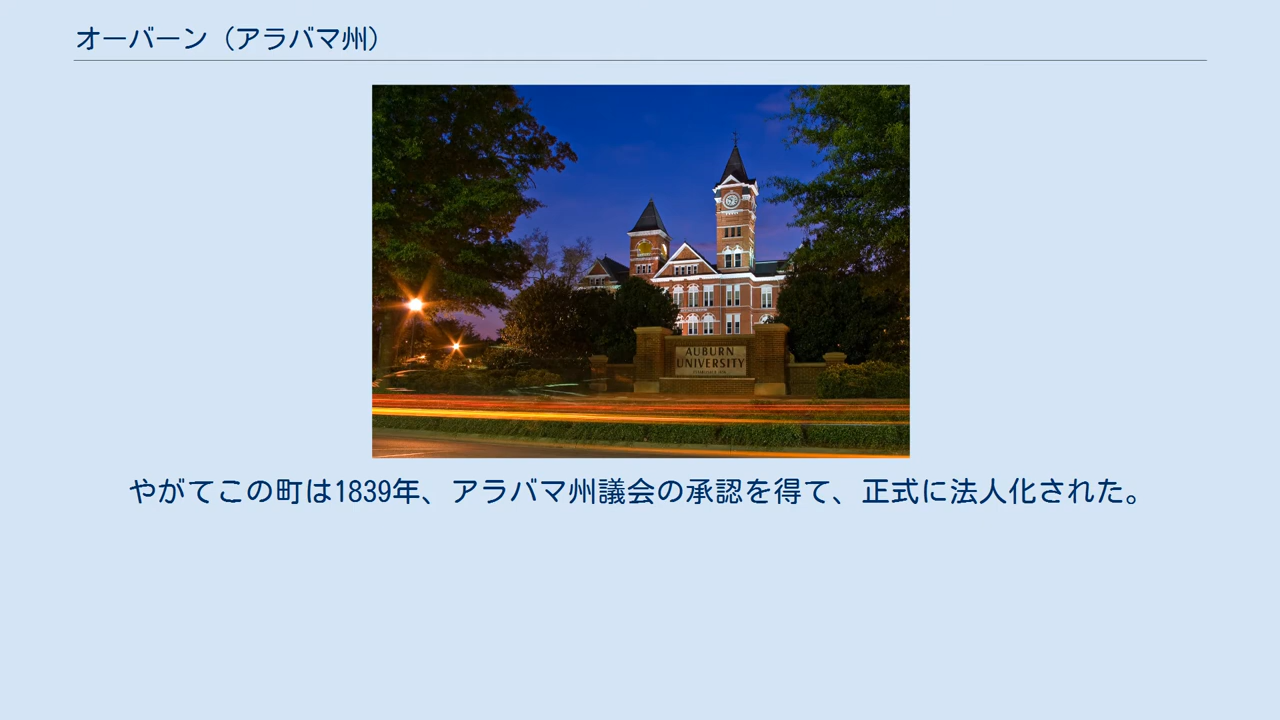 オーバーン（アラバマ州）
AUBURN
UNIVERSITY
やがてこの町は1839年、アラバマ州議会の承認を得て、正式に法人化された。